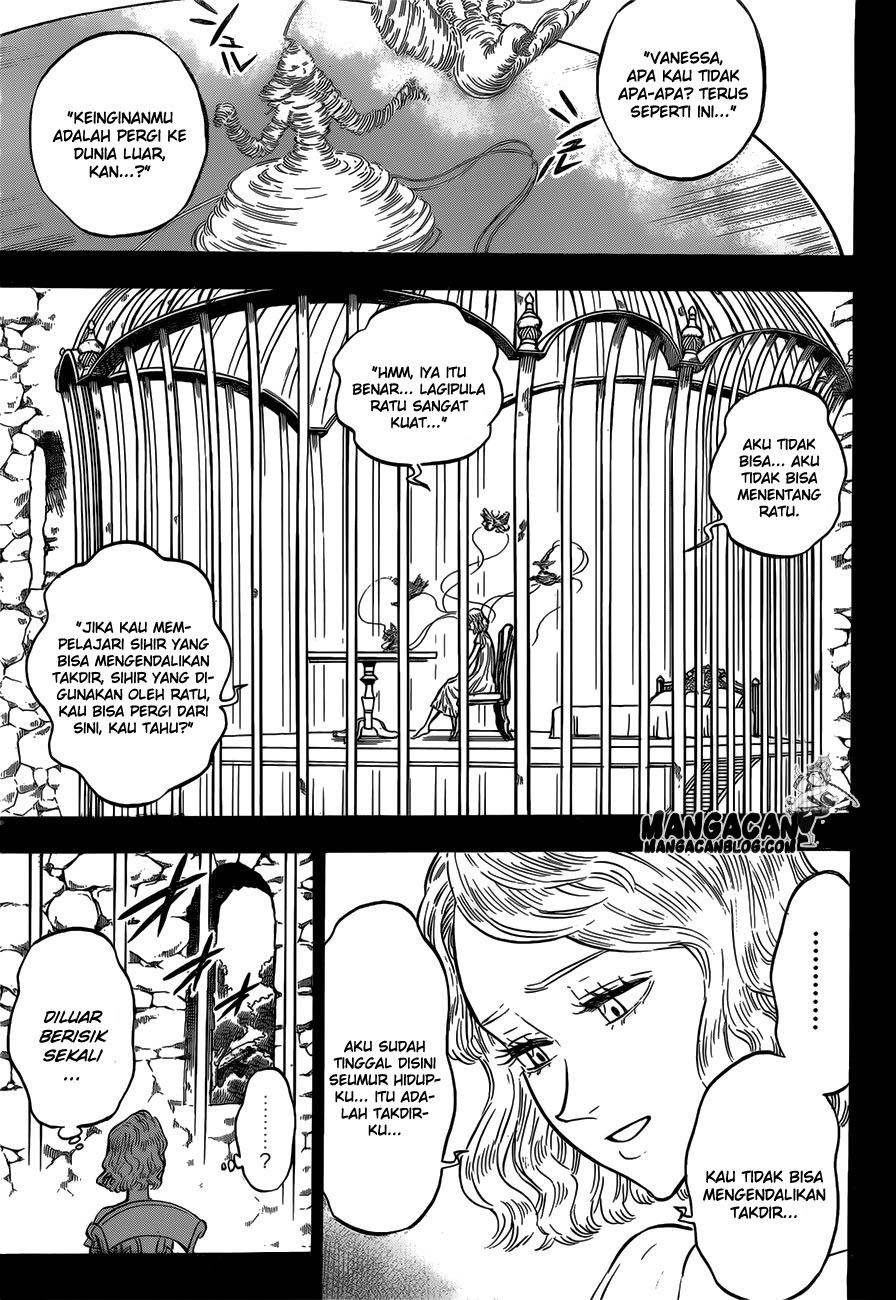 "VANESSA,
APA KAU TIDAK
APA-APA? TERUS
SEPERTI INI..."
"KEINGINANMU
ADALAH PERGI KE
DUNIA LUAR,
KAN...?"
"HMM, IYA ITU
BENAR... LAGIPULA
RATU SANGAT
KUAT..."
AKU TIDAK
BISA... AKU
TIDAK BISA
MENENTANG
RATU.
"JIKA KAU MEM-
PELAJARI SIHIR YANG
BISA MENGENDALIKAN
TAKDIR, SIHIR YANG DI-
GUNAKAN OLEH RATU,
KAU BISA PERGI DARI
SINI, KAU TAHU?"
MANGACAN
MANGACANBLOG.COM
.........
KAU TIDAK BISA
MENGENDALIKAN
TAKDIR...
AKU SUDAH
TINGGAL DISINI
SEUMUR HIDUP-
KU... ITU ADA-
LAH TAKDIR-
KU...
DILUAR
BERISIK
SEKALI
...
........?